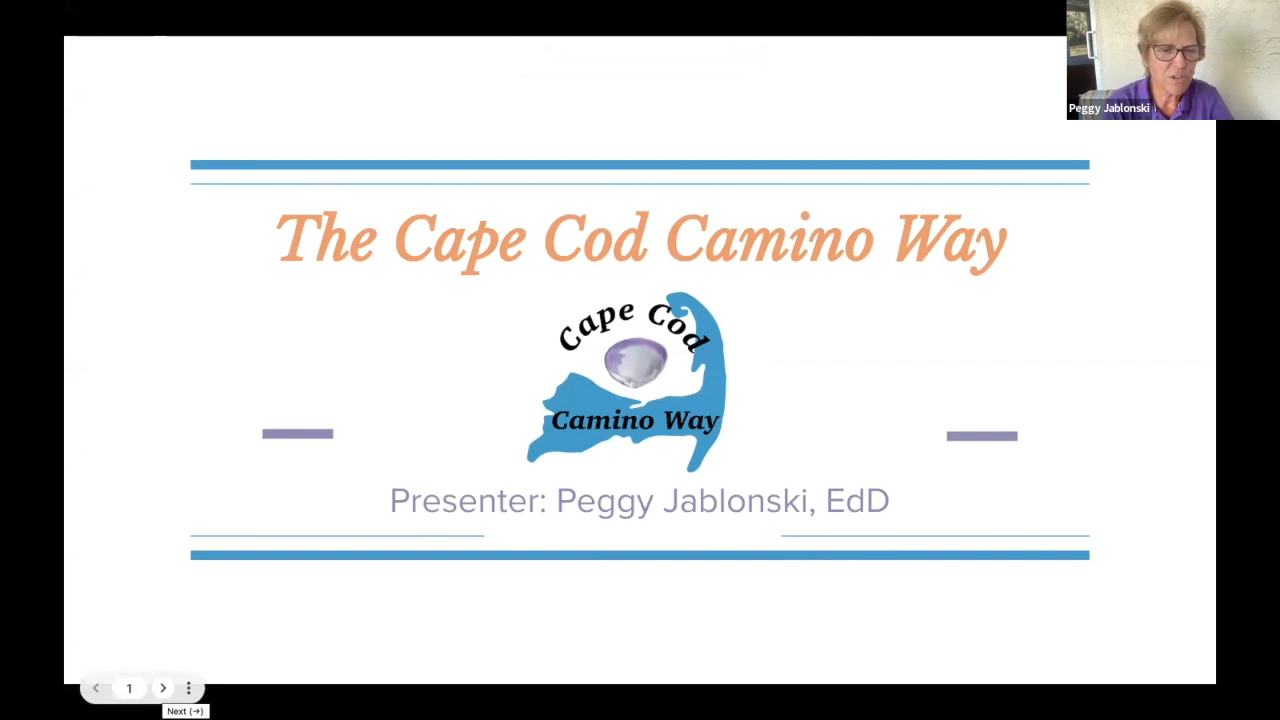 Peggy Jablonski
The Cape Cod Camino Way
Cape Cod
Camino Way
Presenter: Peggy Jablonski, EdD
1
Next (→)